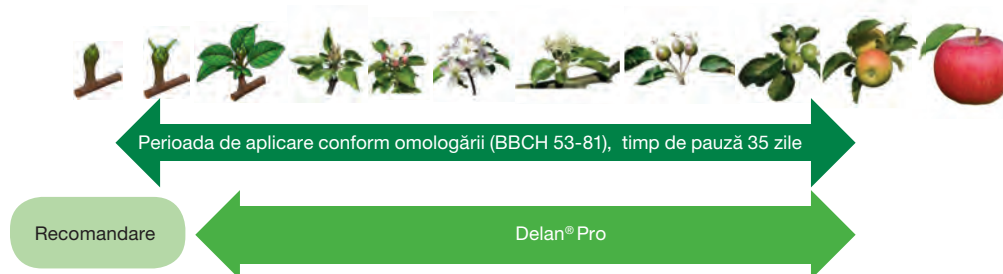 Perioada de aplicare conform omologării (BBCH 53-81), timp de pauză 35 zile
Recomandare
Delan® Pro